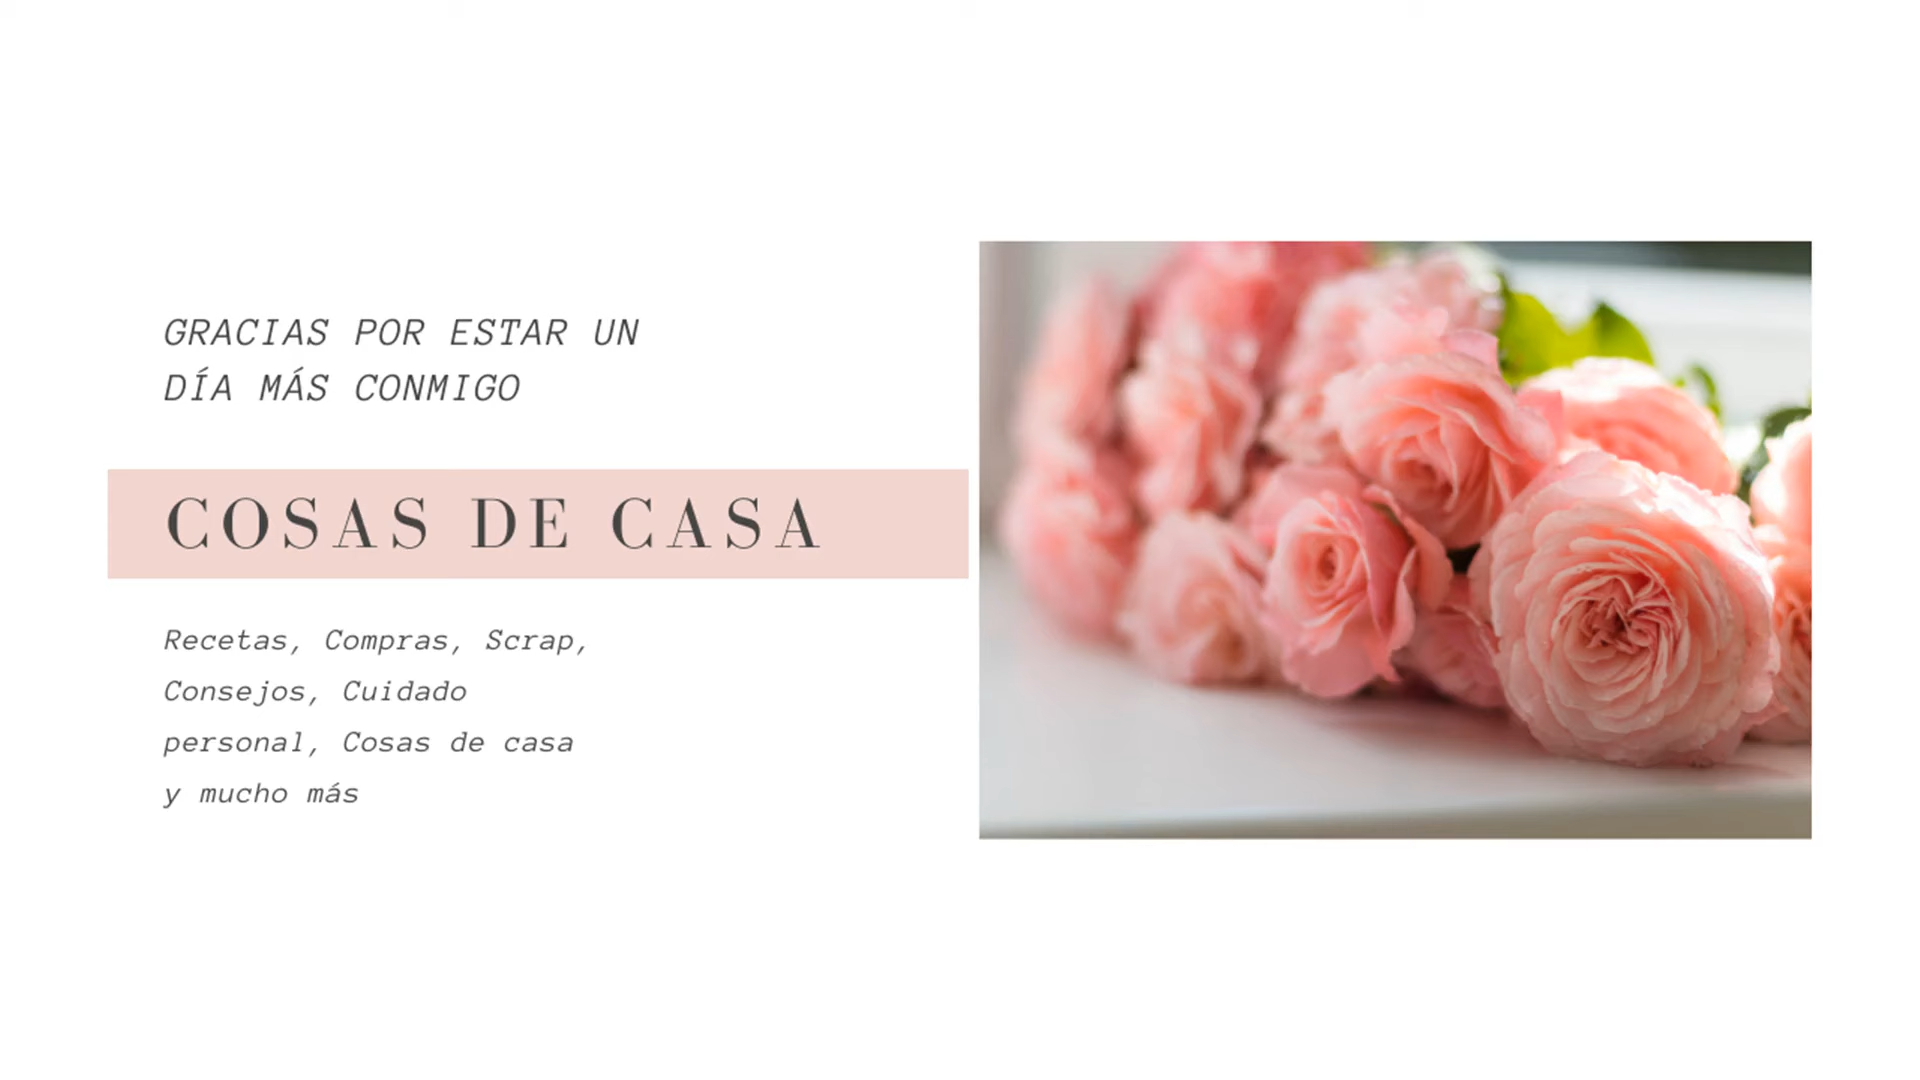 GRACIAS POR ESTAR UN
DÍA MÁS CONMIGO
COSAS DE CASA
Recetas, Compras, Scrap,
Consejos, Cuidado
personal, Cosas de casa
y mucho más